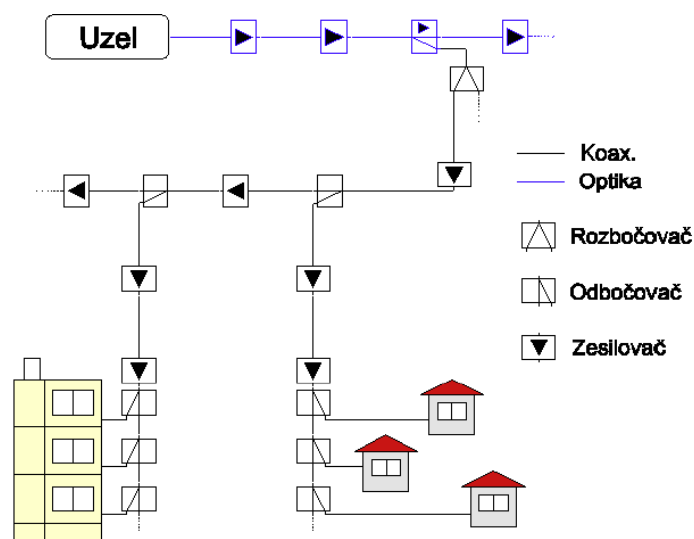 Uzel
Koax.
Optika
Rozbočovač
Odbočovač
Zesilovač